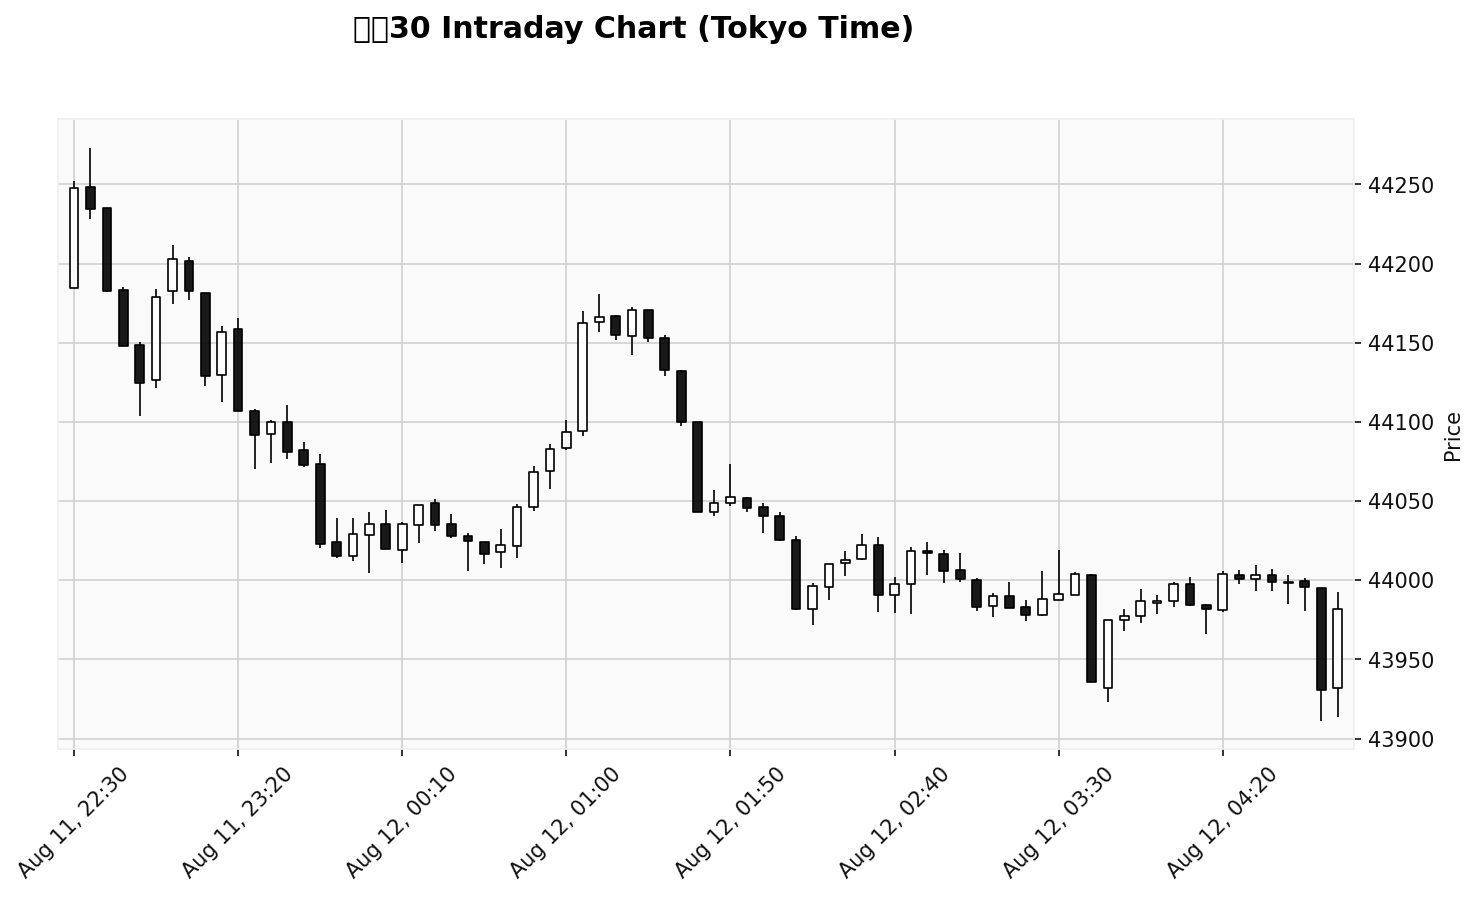 30 Intraday Chart (Tokyo Time)
44250
44200
44150
44100
44050
44000
43950
43900
Price
Aug 11, 22:30
Aug 11, 23:20
Aug 12, 00:10
Aug 12, 01:00
Aug 12, 01:50
Aug 12, 02:40
Aug 12, 03:30
Aug 12, 04:20